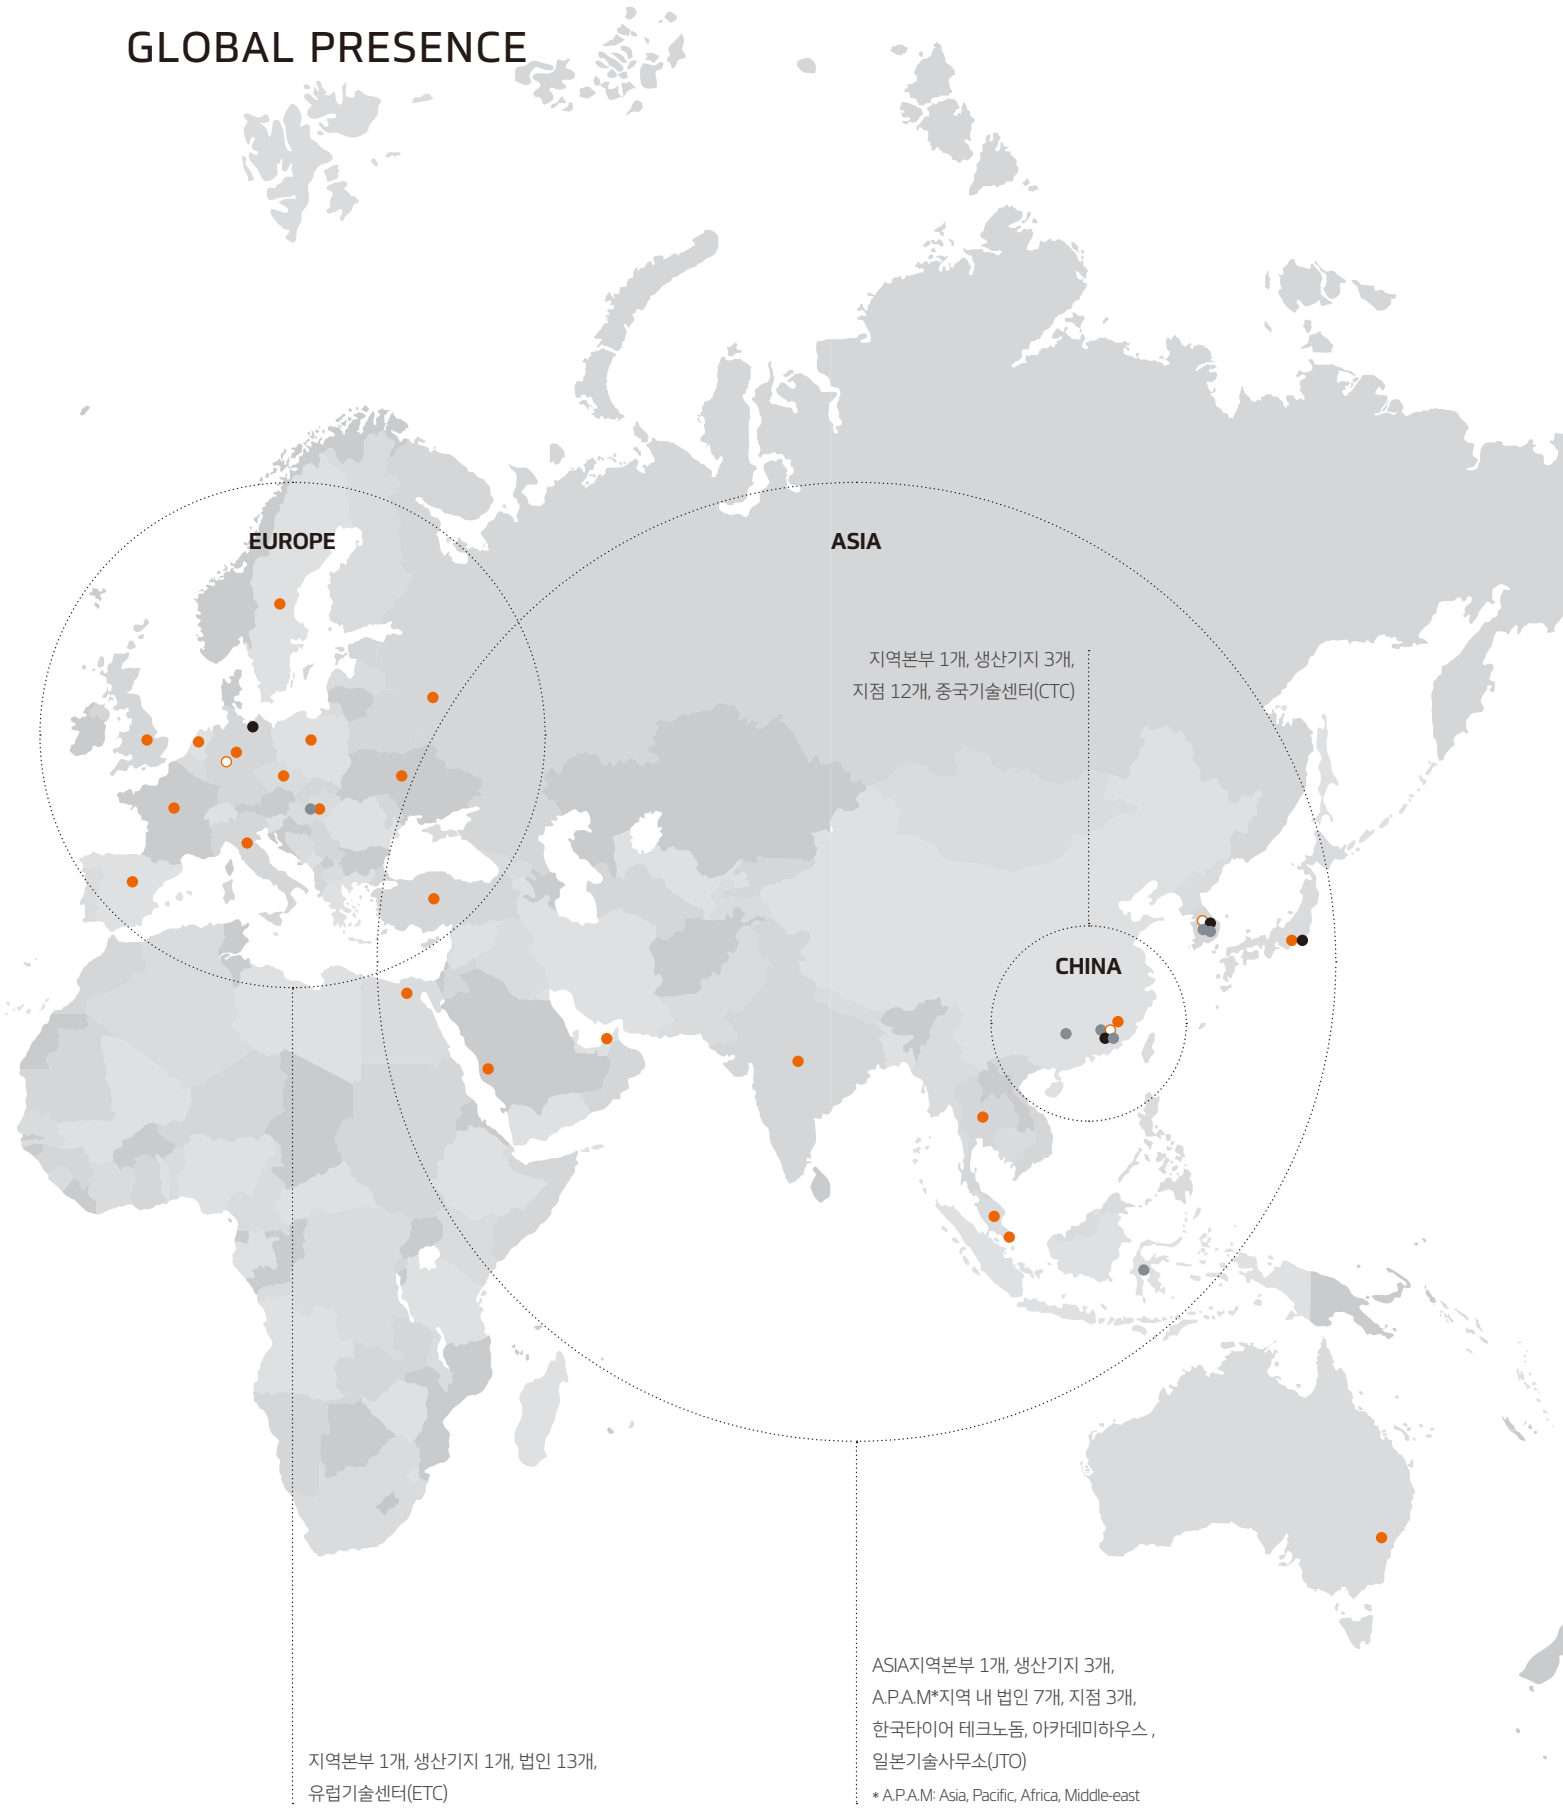 GLOBAL PRESENCE
EUROPE
ASIA
지역본부 1개, 생산기지 3개,
지점 12개, 중국기술센터(CTC)
CHINA
ASIA지역본부 1개, 생산기지 3개,
A.P.A.M*지역 내 법인 7개, 지점 3개,
한국타이어 테크노돔, 아카데미하우스 ,
일본기술사무소(JTO)
* A.P.A.M: Asia, Pacific, Africa, Middle-east
지역본부 1개, 생산기지 1개, 법인 13개,
유럽기술센터(ETC)